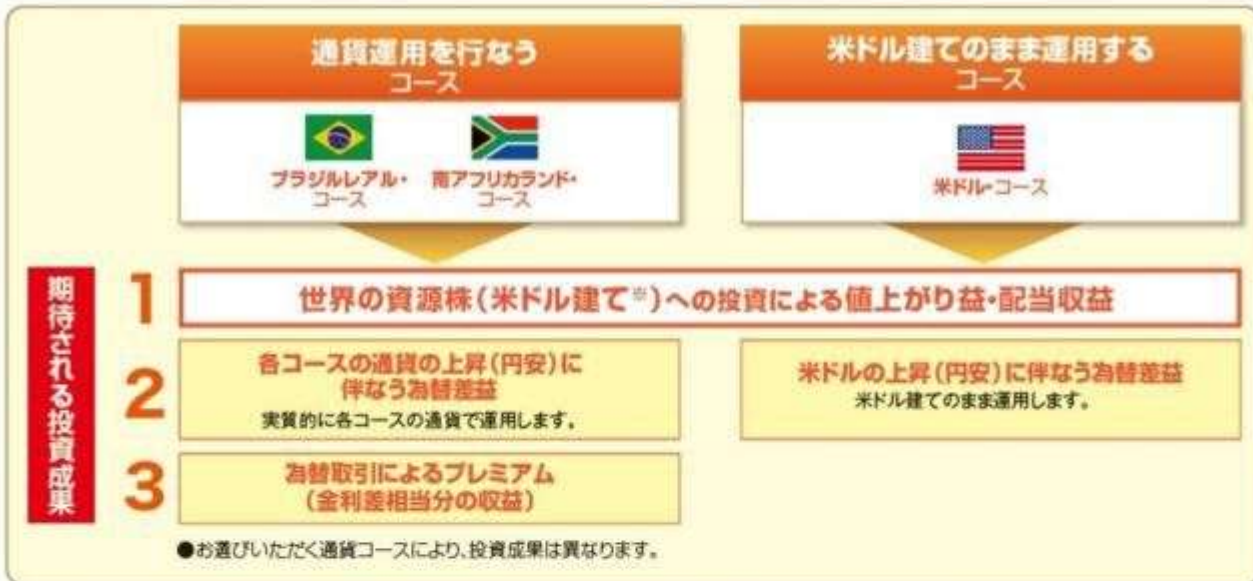 通貨運用を行なう
コース
米ドル建てのまま運用する
コース
ブラジルレアル・
コース
南アフリカランド・
コース
米ドル・コース
期待される投資成果
1
世界の資源株(米ドル建て※)への投資による値上がり益・配当収益
2
各コースの通貨の上昇(円安)に
伴なう為替差益
実質的に各コースの通貨で運用します。
米ドルの上昇(円安)に伴なう為替差益
米ドル建てのまま運用します。
3
為替取引によるプレミアム
(金利差相当分の収益)
●お選びいただく通貨コースにより、投資成果は異なります。